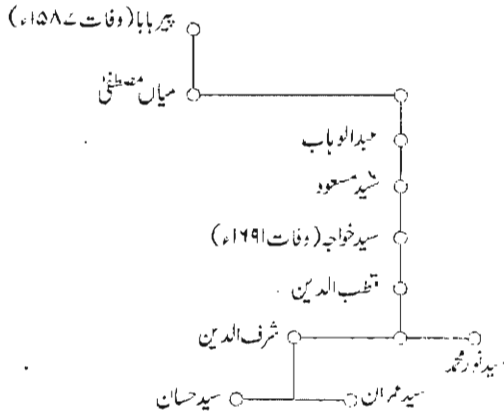 پیر بابا (وفات ۱۵۸۷ء)
میاں مصطفیٰ
عبدالوہاب
سید مسعود
سید خواجہ (وفات ۱۶۹۱ء)
قطب الدین
شرف الدین
سید نور محمد
سید عمران
سید حسان